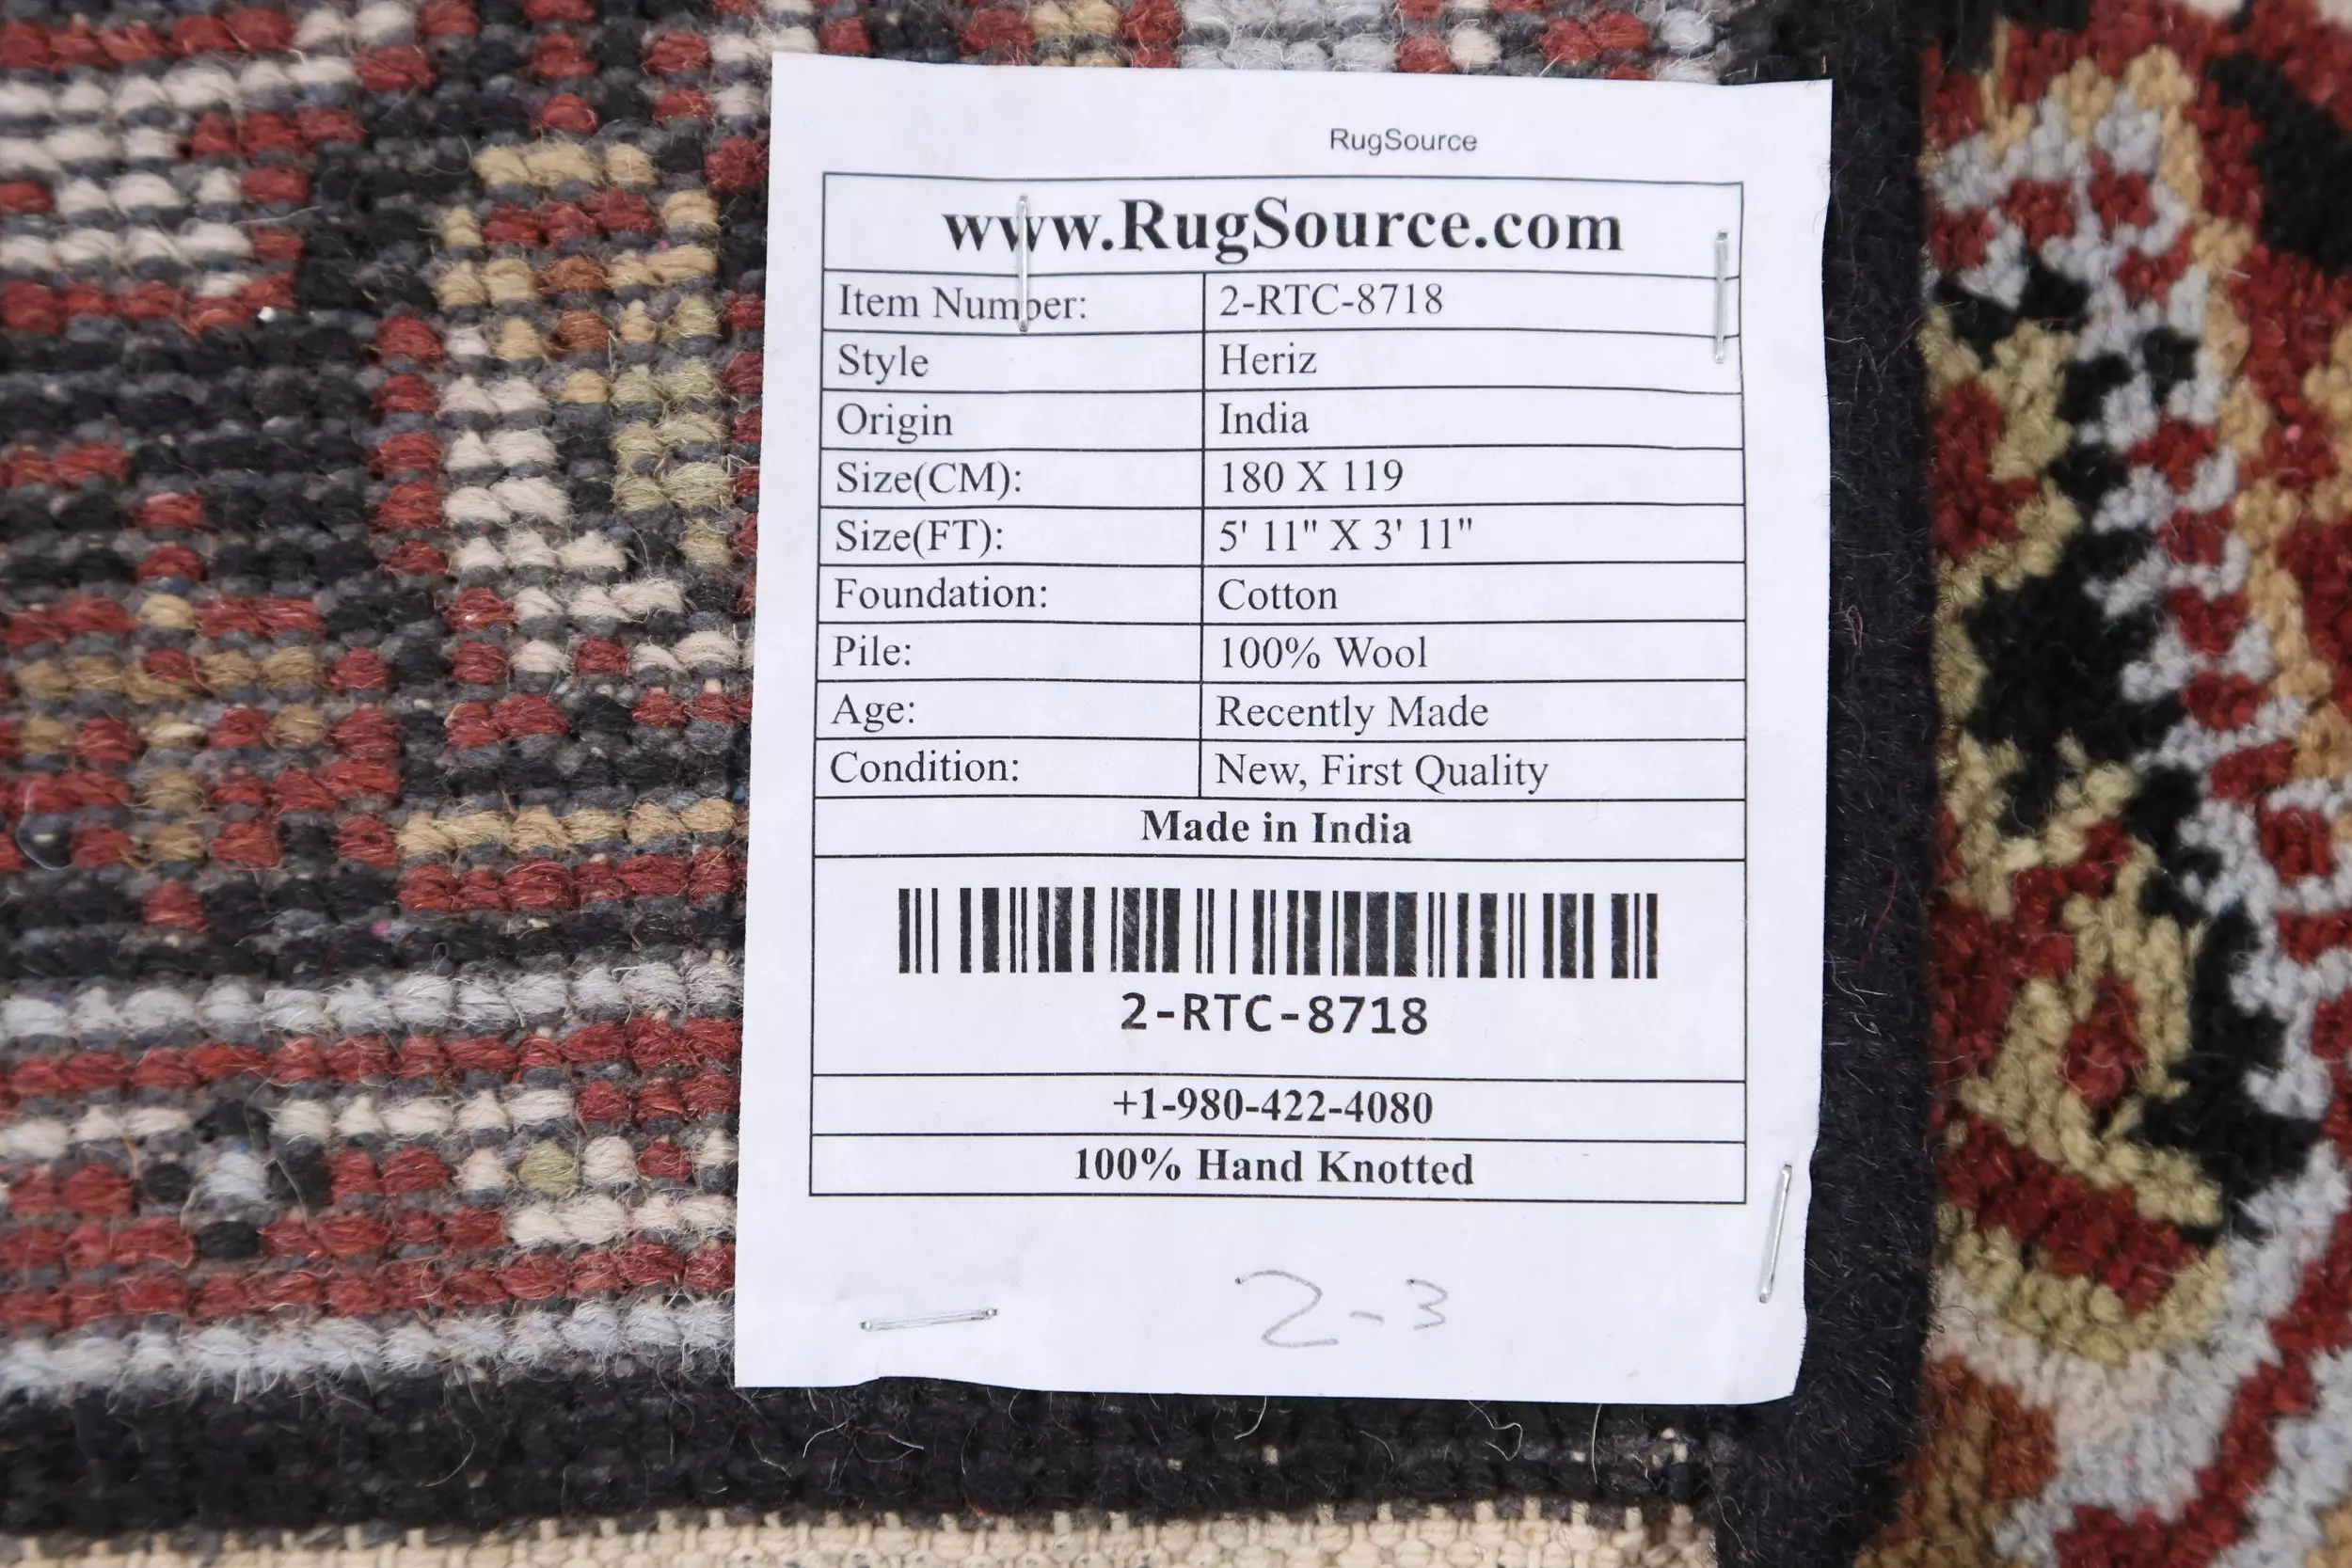 RugSource
www.RugSource.com
Item Number: 2-RTC-8718
Style Heriz
Origin India
Size(CM): 180 X 119
Size(FT): 5' 11" X 3' 11"
Foundation: Cotton
Pile: 100% Wool
Age: Recently Made
Condition: New, First Quality
Made in India
2-RTC-8718
+1-980-422-4080
100% Hand Knotted
2-3